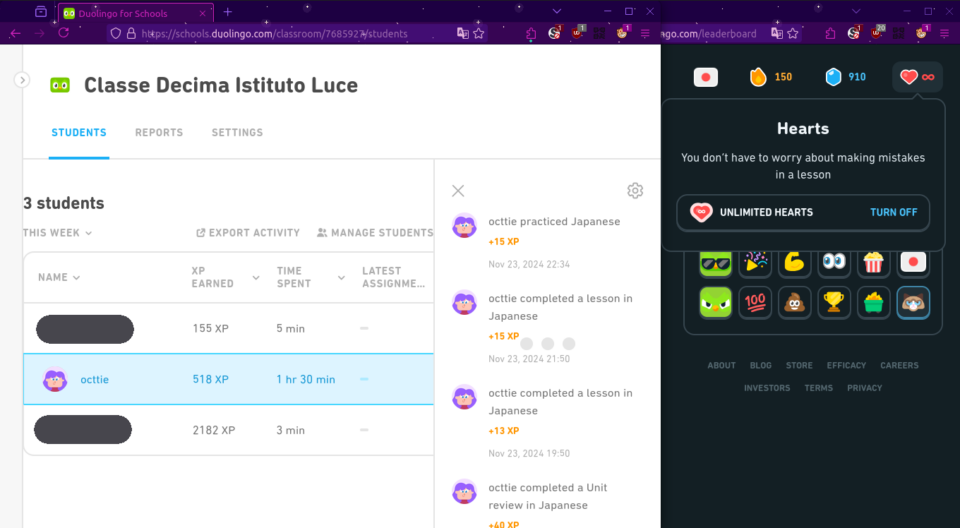 Duolingo for Schools
https://schools.duolingo.com/classroom/7685927/students
Classe Decima Istituto Luce
STUDENTS
REPORTS
SETTINGS
3 students
THIS WEEK
EXPORT ACTIVITY
MANAGE STUDENTS
NAME
XP EARNED
TIME SPENT
LATEST ASSIGNME...
155 XP
5 min
octtie
518 XP
1 hr 30 min
2182 XP
3 min
octtie practiced Japanese
+15 XP
Nov 23, 2024 22:34
octtie completed a lesson in
Japanese
+15 XP
Nov 23, 2024 21:50
octtie completed a lesson in
Japanese
+13 XP
Nov 23, 2024 19:50
octtie completed a Unit
review in Japanese
+40 XP
ngo.com/leaderboard
150
910
Hearts
You don't have to worry about making mistakes
in a lesson
UNLIMITED HEARTS
TURN OFF
100
ABOUT
BLOG
STORE
EFFICACY
CAREERS
INVESTORS
TERMS
PRIVACY